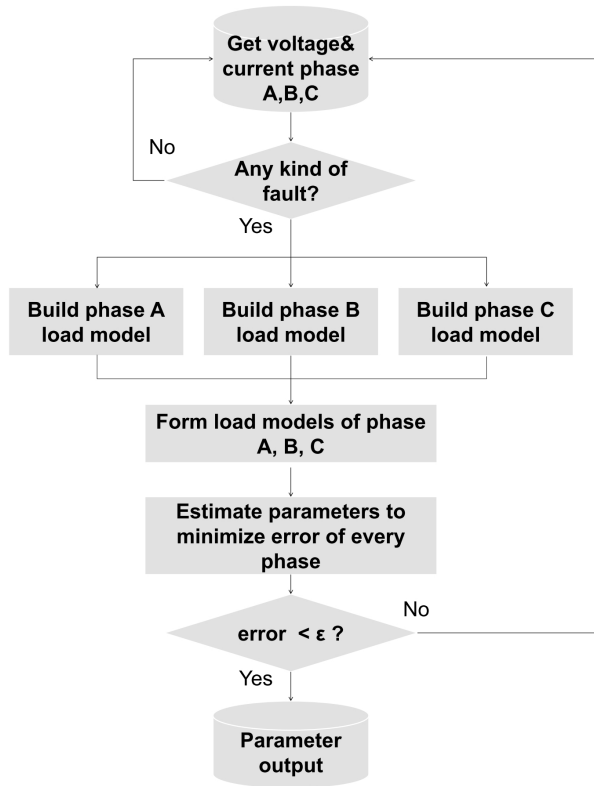 Get voltage&
current phase
A,B,C
No
Any kind of
fault?
Yes
Build phase A
load model
Build phase B
load model
Build phase C
load model
Form load models of phase
A, B, C
Estimate parameters to
minimize error of every
phase
No
error < ε ?
Yes
Parameter
output